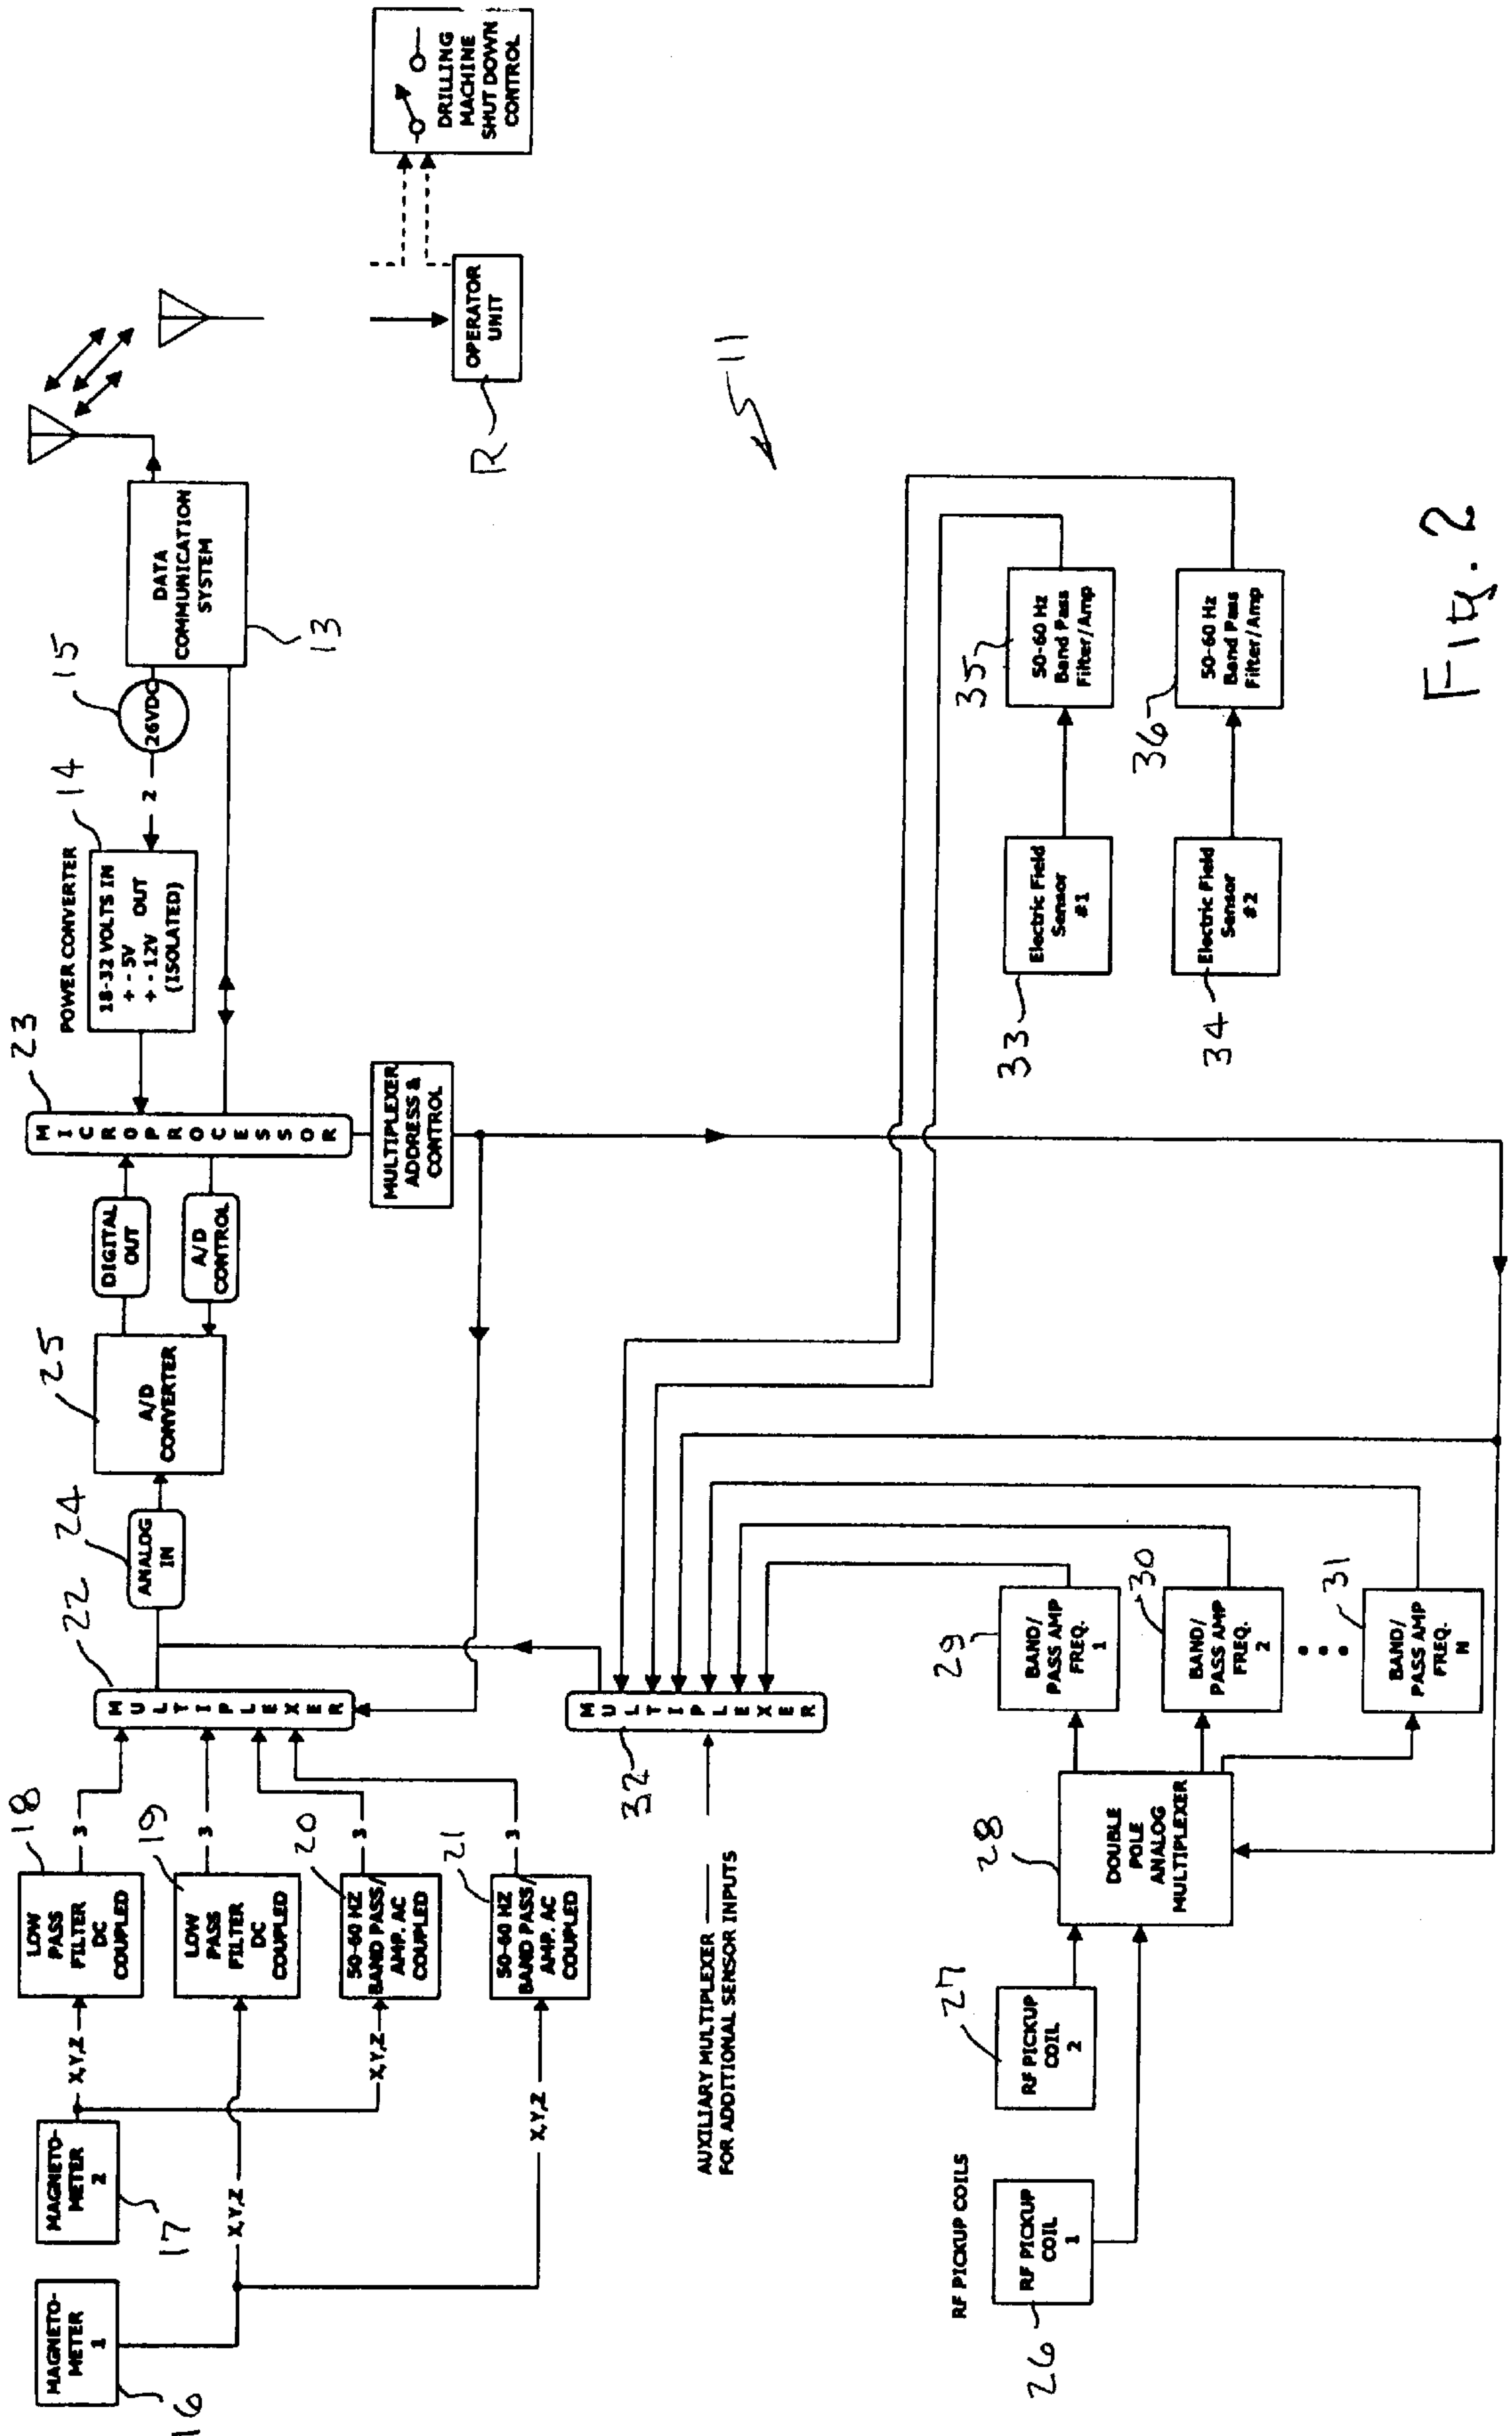 16
MAGNETO-
METER
1
MAGNETO-
METER
2
17
X,Y,Z
X,Y,Z
X,Y,Z
X,Y,Z
18
LOW
PASS
FILTER
DC
COUPLED
19
LOW
PASS
FILTER
DC
COUPLED
20
50-60 HZ
BAND PASS/
AMP. AC
COUPLED
21
50-60 HZ
BAND PASS/
AMP. AC
COUPLED
3
3
3
3
22
MULTIPLEXER
24
ANALOG
IN
25
A/D
CONVERTER
DIGITAL
OUT
A/D
CONTROL
23
MICROPROCESSOR
MULTIPLEXER
ADDRESS &
CONTROL
POWER CONVERTER
14
18-32 VOLTS IN
+ - 5V OUT
+ - 12V
(ISOLATED)
2
15
26VDC
DATA
COMMUNICATION
SYSTEM
13
OPERATOR
UNIT
R
DRILLING
MACHINE
SHUT DOWN
CONTROL
11
AUXILIARY MULTIPLEXER
FOR ADDITIONAL SENSOR INPUTS
32
MULTIPLEXER
RF PICKUP COILS
26
RF PICKUP
COIL
1
27
RF PICKUP
COIL
2
28
DOUBLE
POLE
ANALOG
MULTIPLEXER
29
BAND/
PASS AMP
FREQ.
1
30
BAND/
PASS AMP
FREQ.
2
31
BAND/
PASS AMP
FREQ.
N
33
Electric Field
Sensor
#1
34
Electric Field
Sensor
#2
35
50-60 Hz
Band Pass
Filter/Amp
36
50-60 Hz
Band Pass
Filter/Amp
Fig. 2